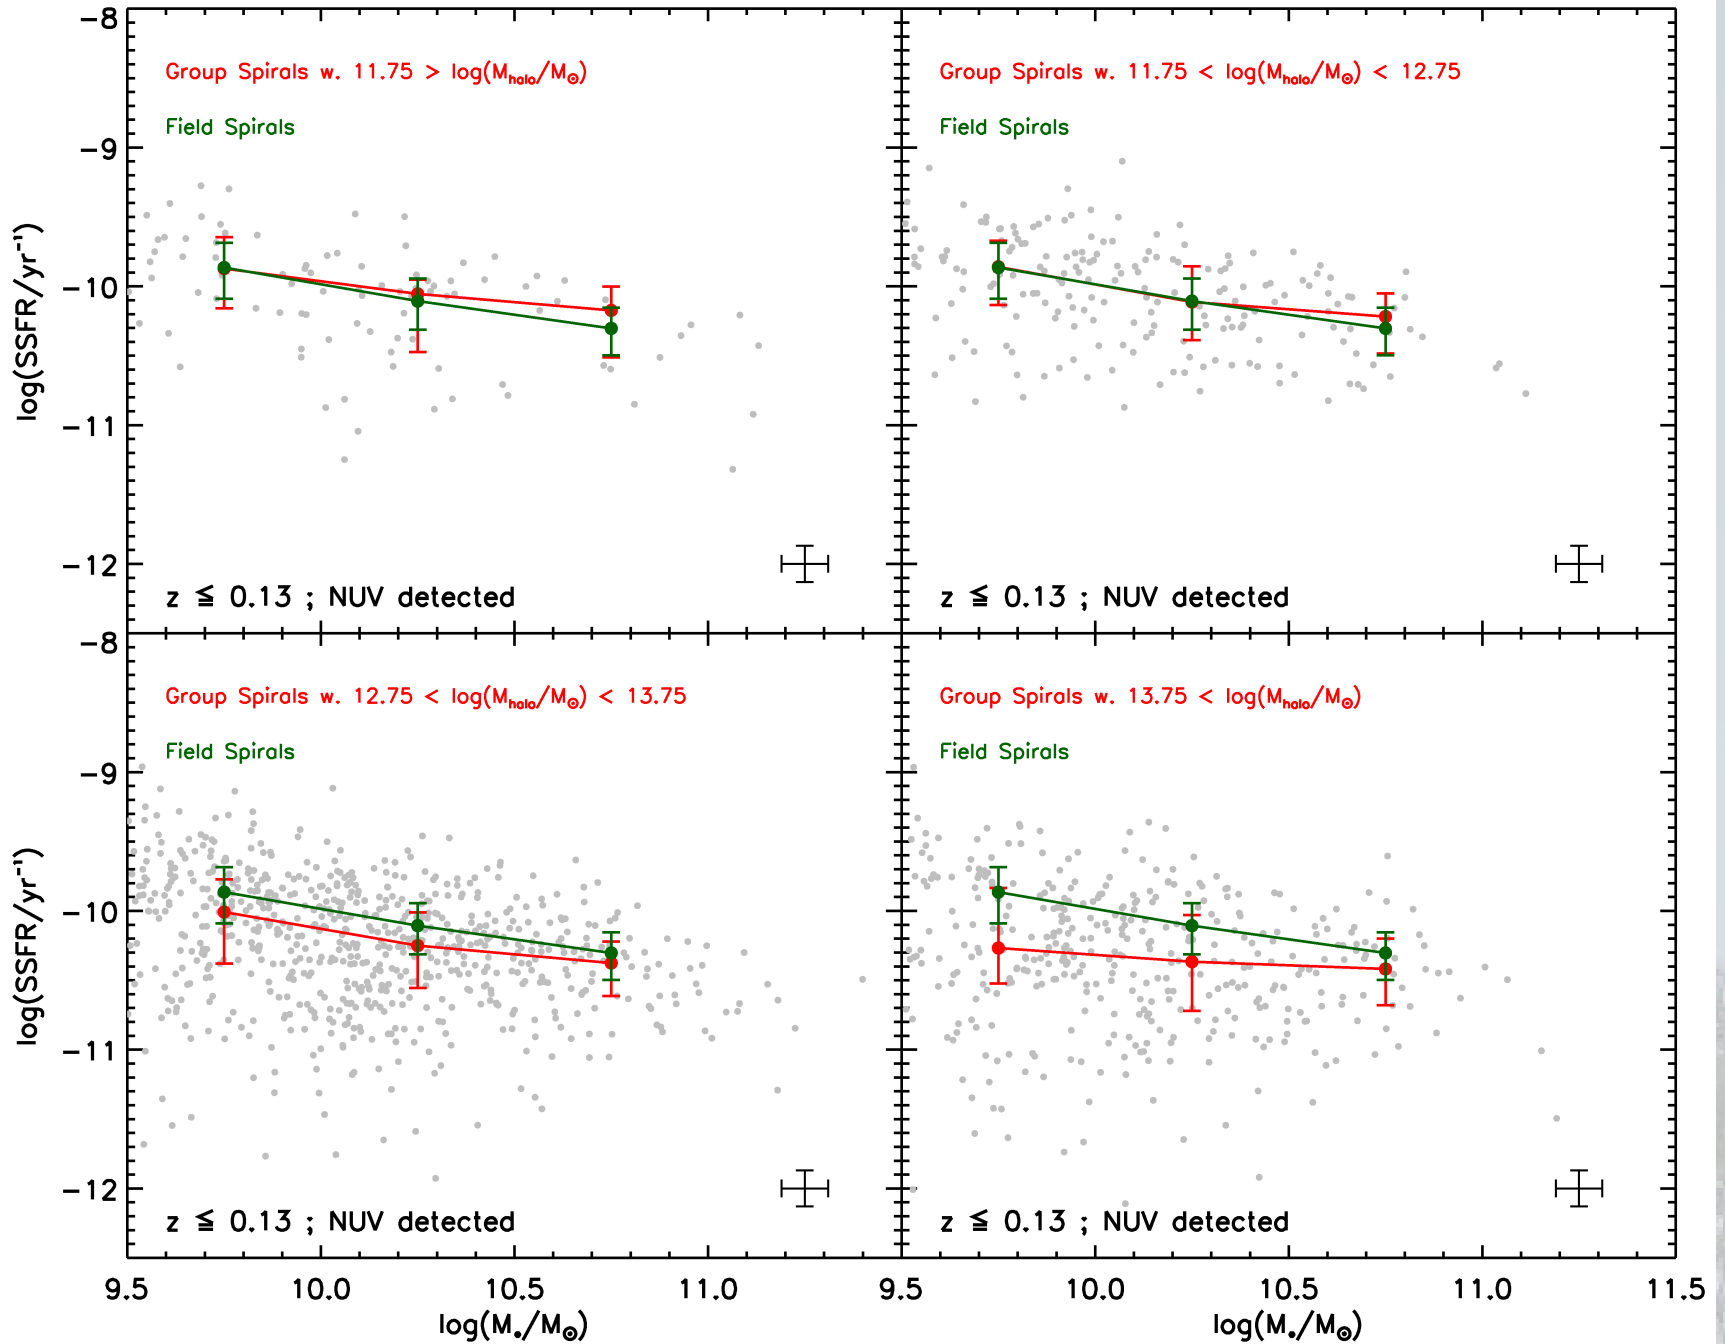 −8
Group Spirals w. 11.75 > log(Mhalo/M⊙)
Field Spirals
−9
−10
−11
−12
log(SSFR/yr⁻¹)
z ≦ 0.13 ; NUV detected
Group Spirals w. 11.75 < log(Mhalo/M⊙) < 12.75
Field Spirals
z ≦ 0.13 ; NUV detected
−8
Group Spirals w. 12.75 < log(Mhalo/M⊙) < 13.75
Field Spirals
−9
−10
−11
−12
log(SSFR/yr⁻¹)
z ≦ 0.13 ; NUV detected
Group Spirals w. 13.75 < log(Mhalo/M⊙)
Field Spirals
z ≦ 0.13 ; NUV detected
9.5 10.0 10.5 11.0 9.5 10.0 10.5 11.0 11.5
log(M*/M⊙)
log(M*/M⊙)